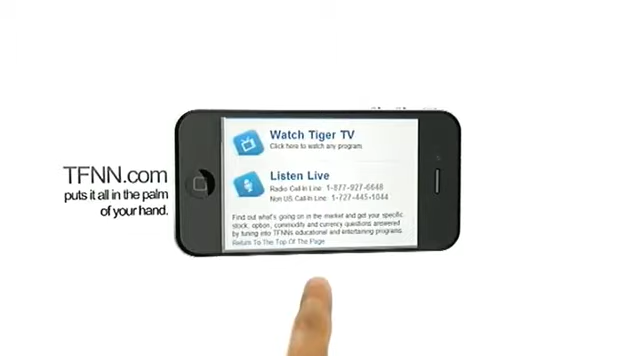 TFNN.com
puts it all in the palm
of your hand.
Watch Tiger TV
Click here to watch any program
Listen Live
Radio Call-In Line 1-877-927-6648
Non US Call-In Line 1-727-445-1044
Find out what's going on in the market and get your specific
stock, option, commodity and currency questions answered
by tuning into TFNNs educational and entertaining programs.
Return To The Top Of The Page